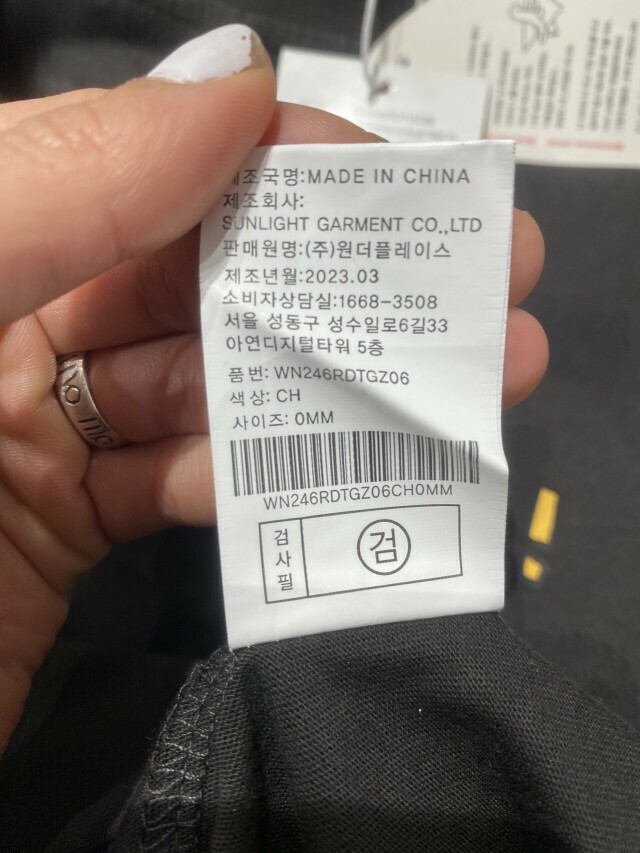 제조국명:MADE IN CHINA
제조회사:
SUNLIGHT GARMENT CO.,LTD
판매원명:(주)원더플레이스
제조년월:2023.03
소비자상담실:1668-3508
서울 성동구 성수일로6길33
아연디지털타워 5층
품번: WN246RDTGZ06
색상: CH
사이즈: 0MM
WN246RDTGZ06CH0MM
검사필
검